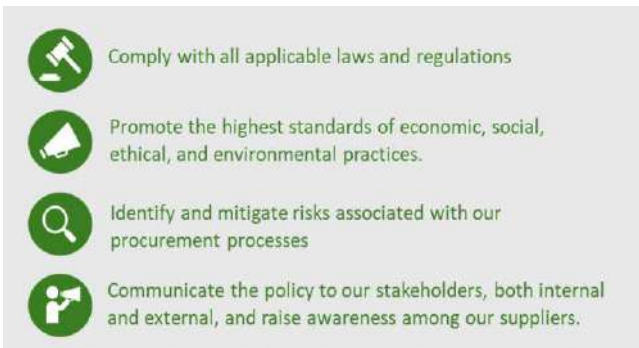 Comply with all applicable laws and regulations
Promote the highest standards of economic, social,
ethical, and environmental practices.
Identify and mitigate risks associated with our
procurement processes
Communicate the policy to our stakeholders, both internal
and external, and raise awareness among our suppliers.